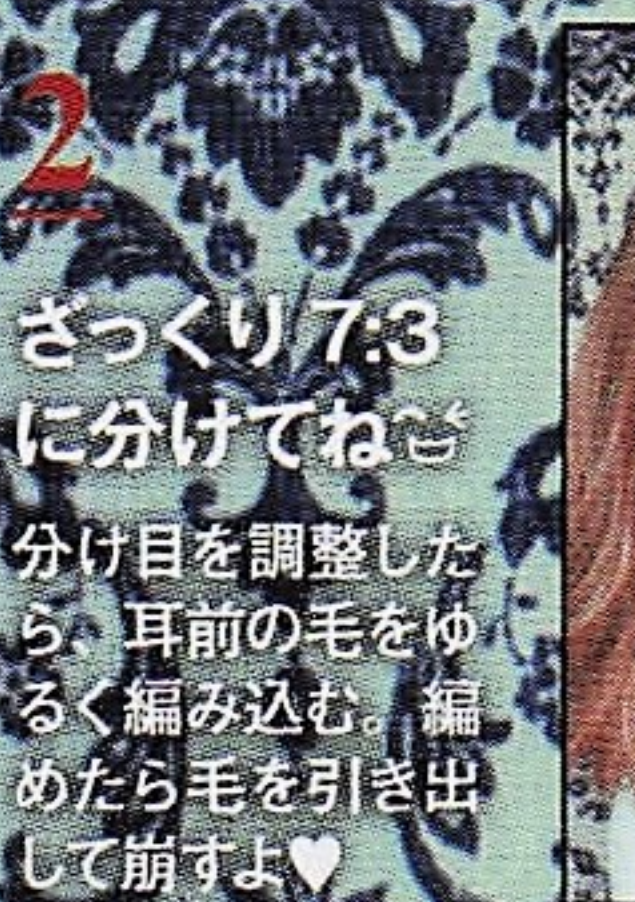 2
ざっくり 7:3
に分けてね
分け目を調整した
ら、耳前の毛をゆ
るく編み込む。編
めたら毛を引き出
して崩すよ♥